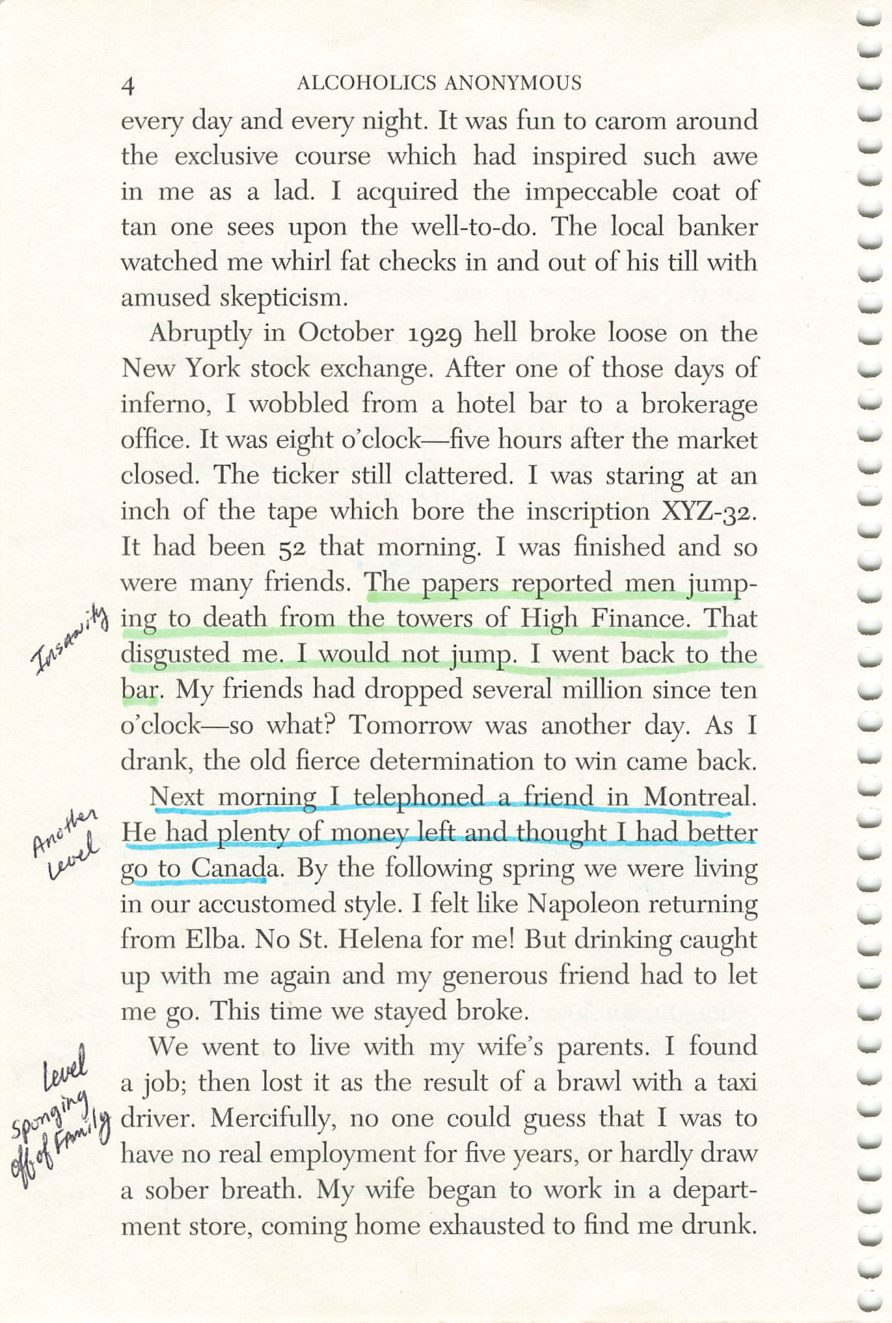 4 ALCOHOLICS ANONYMOUS
every day and every night. It was fun to carom around
the exclusive course which had inspired such awe
in me as a lad. I acquired the impeccable coat of
tan one sees upon the well-to-do. The local banker
watched me whirl fat checks in and out of his till with
amused skepticism.
Abruptly in October 1929 hell broke loose on the
New York stock exchange. After one of those days of
inferno, I wobbled from a hotel bar to a brokerage
office. It was eight o’clock—five hours after the market
closed. The ticker still clattered. I was staring at an
inch of the tape which bore the inscription XYZ-32.
It had been 52 that morning. I was finished and so
were many friends. The papers reported men jump-
ing to death from the towers of High Finance. That
disgusted me. I would not jump. I went back to the
bar. My friends had dropped several million since ten
o’clock—so what? Tomorrow was another day. As I
drank, the old fierce determination to win came back.
Next morning I telephoned a friend in Montreal.
He had plenty of money left and thought I had better
go to Canada. By the following spring we were living
in our accustomed style. I felt like Napoleon returning
from Elba. No St. Helena for me! But drinking caught
up with me again and my generous friend had to let
me go. This time we stayed broke.
We went to live with my wife’s parents. I found
a job; then lost it as the result of a brawl with a taxi
driver. Mercifully, no one could guess that I was to
have no real employment for five years, or hardly draw
a sober breath. My wife began to work in a depart-
ment store, coming home exhausted to find me drunk.
Insanity
Another
Level
Level
sponging
off of Family